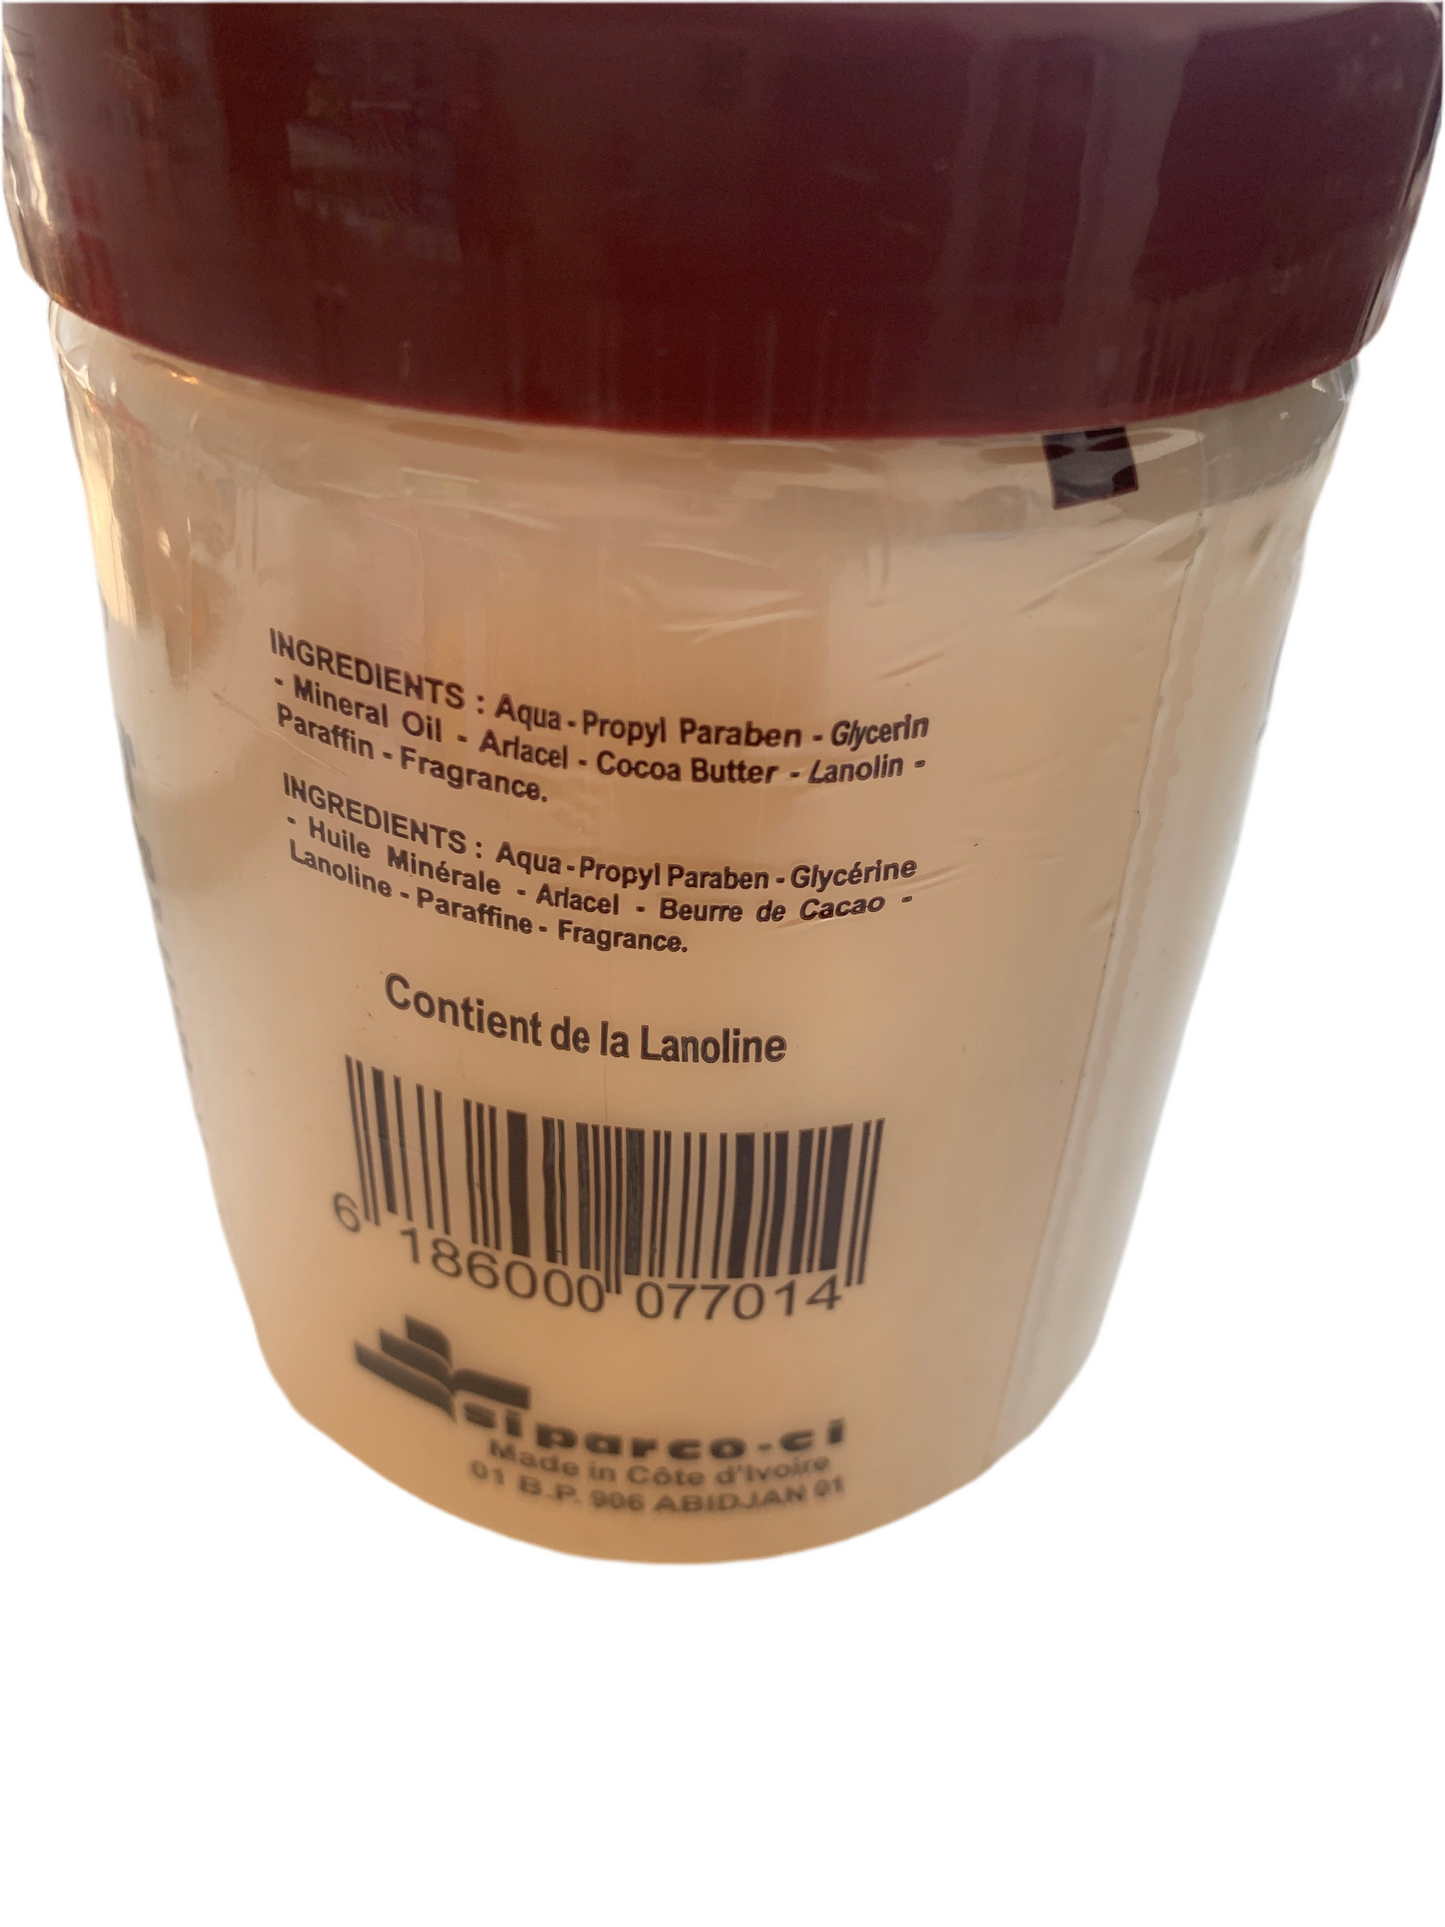 INGREDIENTS : Aqua - Propyl Paraben - Glycerin
- Mineral Oil - Arlacel - Cocoa Butter - Lanolin -
Paraffin - Fragrance.
INGREDIENTS : Aqua - Propyl Paraben - Glycérine
- Huile Minérale - Arlacel - Beurre de Cacao -
Lanoline - Paraffine - Fragrance.
Contient de la Lanoline
6 186000 077014
siparco-ci
Made in Côte d'Ivoire
01 B.P. 906 ABIDJAN 01